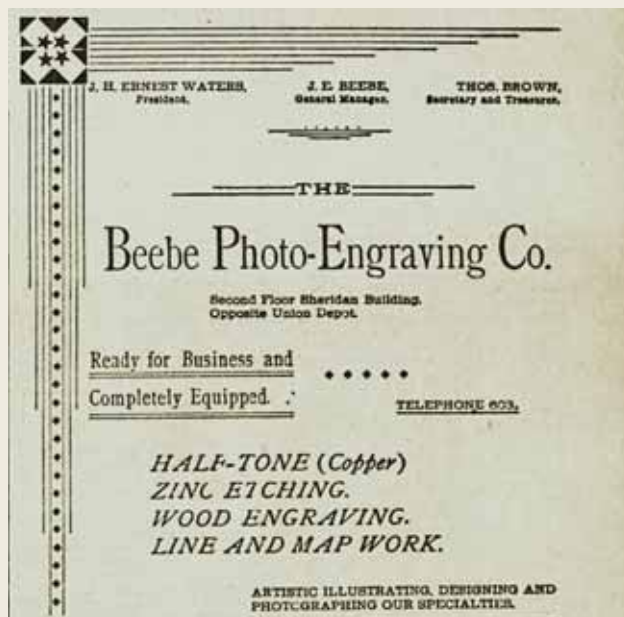 J. H. ERNEST WATERS, J. E. BEEBE, THOS. BROWN,
President. General Manager. Secretary and Treasurer.
THE
Beebe Photo-Engraving Co.
Second Floor Sheridan Building,
Opposite Union Depot.
Ready for Business and
Completely Equipped.
TELEPHONE 603.
HALF-TONE (Copper)
ZINC ETCHING.
WOOD ENGRAVING.
LINE AND MAP WORK.
ARTISTIC ILLUSTRATING, DESIGNING AND
PHOTOGRAPHING OUR SPECIALTIES.